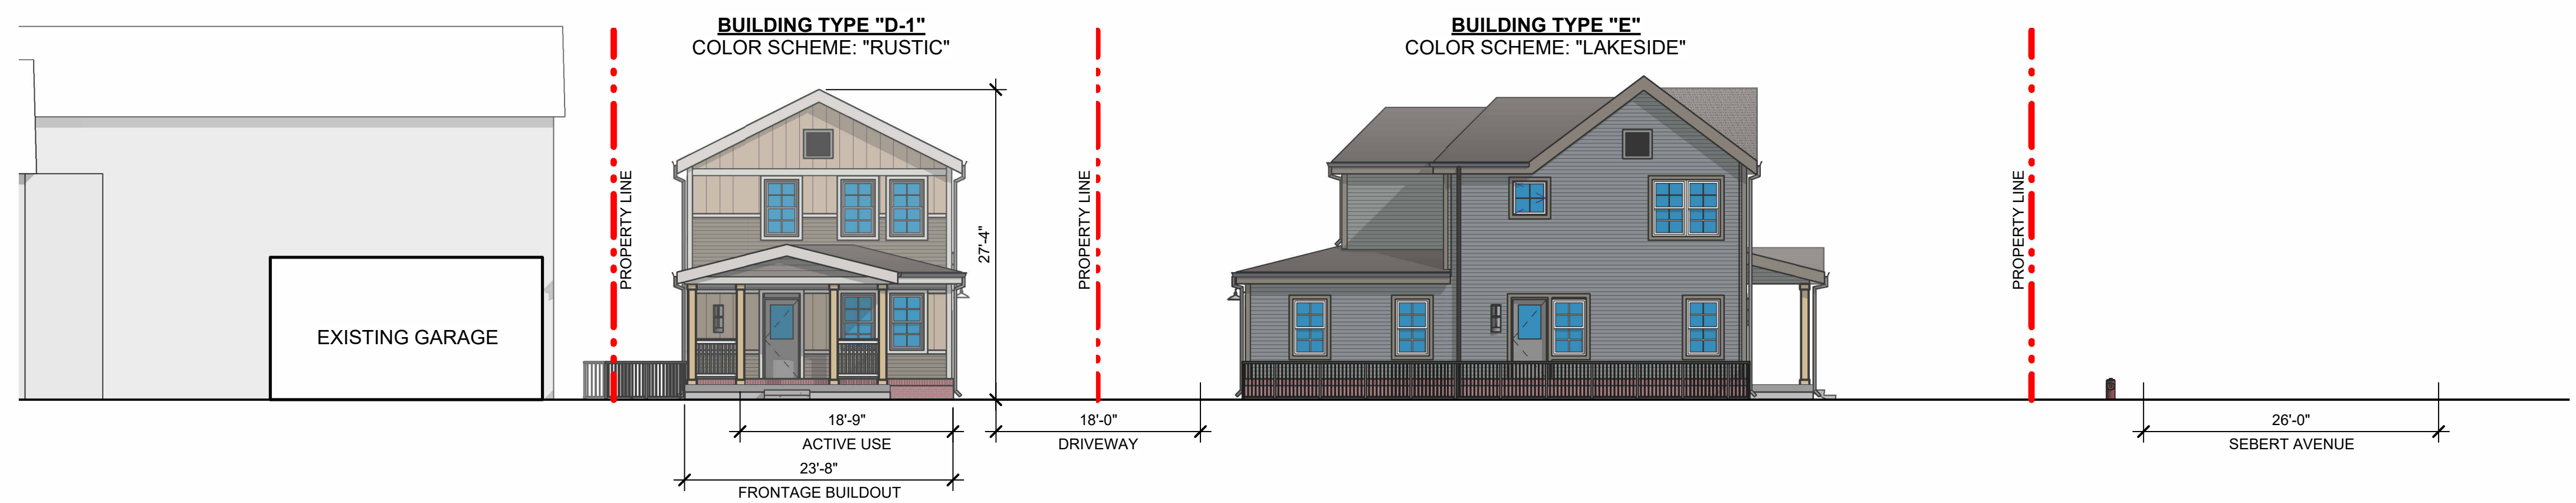 BUILDING TYPE "D-1"
COLOR SCHEME: "RUSTIC"
BUILDING TYPE "E"
COLOR SCHEME: "LAKESIDE"
PROPERTY LINE
PROPERTY LINE
PROPERTY LINE
27'-4"
EXISTING GARAGE
18'-9"
ACTIVE USE
23'-8"
FRONTAGE BUILDOUT
18'-0"
DRIVEWAY
26'-0"
SEBERT AVENUE